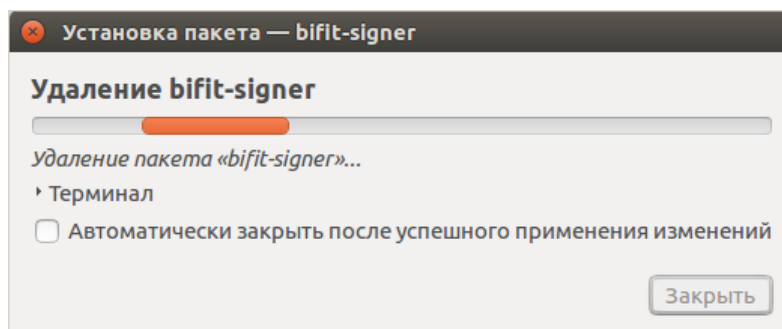 Установка пакета — bifit-signer
Удаление bifit-signer
Удаление пакета «bifit-signer»...
Терминал
Автоматически закрыть после успешного применения изменений
Закрыть